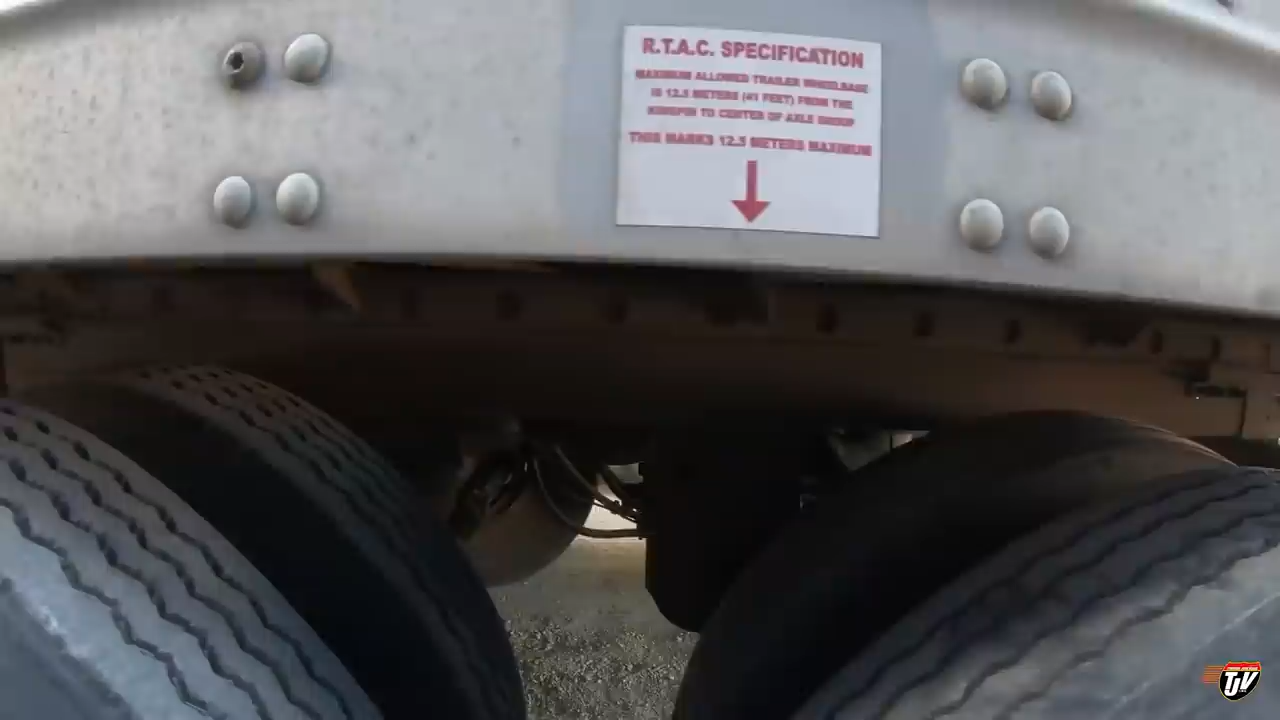 R.T.A.C. SPECIFICATION
MAXIMUM ALLOWED TRAILER WHEELBASE
IS 12.5 METERS (41 FEET) FROM THE
KINGPIN TO CENTER OF AXLE GROUP
THIS MARKS 12.5 METERS MAXIMUM
TJV